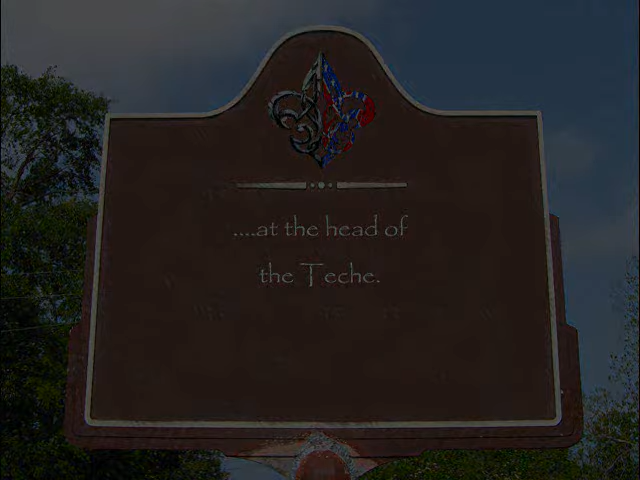 ....at the head of
the Teche.